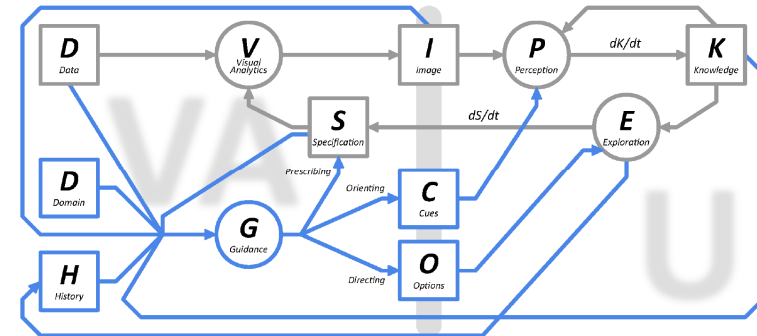 D
Data
V
Visual
Analytics
I
Image
P
Perception
dK/dt
K
Knowledge
S
Specification
dS/dt
E
Exploration
VA
U
D
Domain
Prescribing
Orienting
C
Cues
G
Guidance
Directing
O
Options
H
History